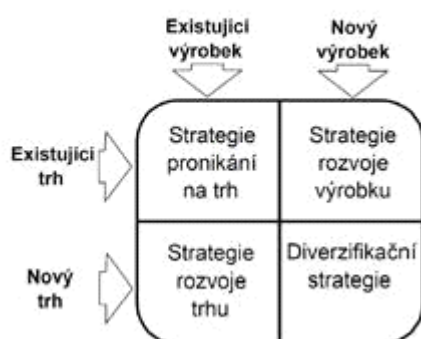 Existující
výrobek
Nový
výrobek
Existující
trh
Strategie
pronikání
na trh
Strategie
rozvoje
výrobku
Nový
trh
Strategie
rozvoje
trhu
Diverzifikační
strategie